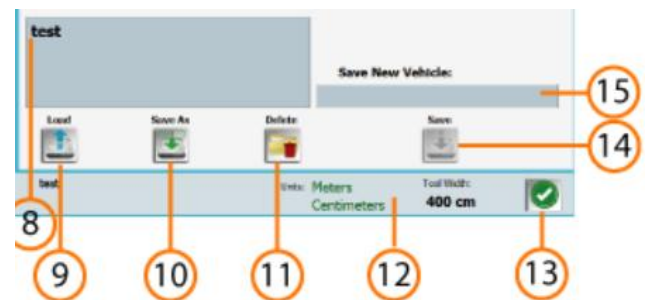 test
Save New Vehicle:
15
Load
Save As
Delete
Save
14
test
Units:
Meters
Centimeters
Tool Width:
400 cm
8
9
10
11
12
13